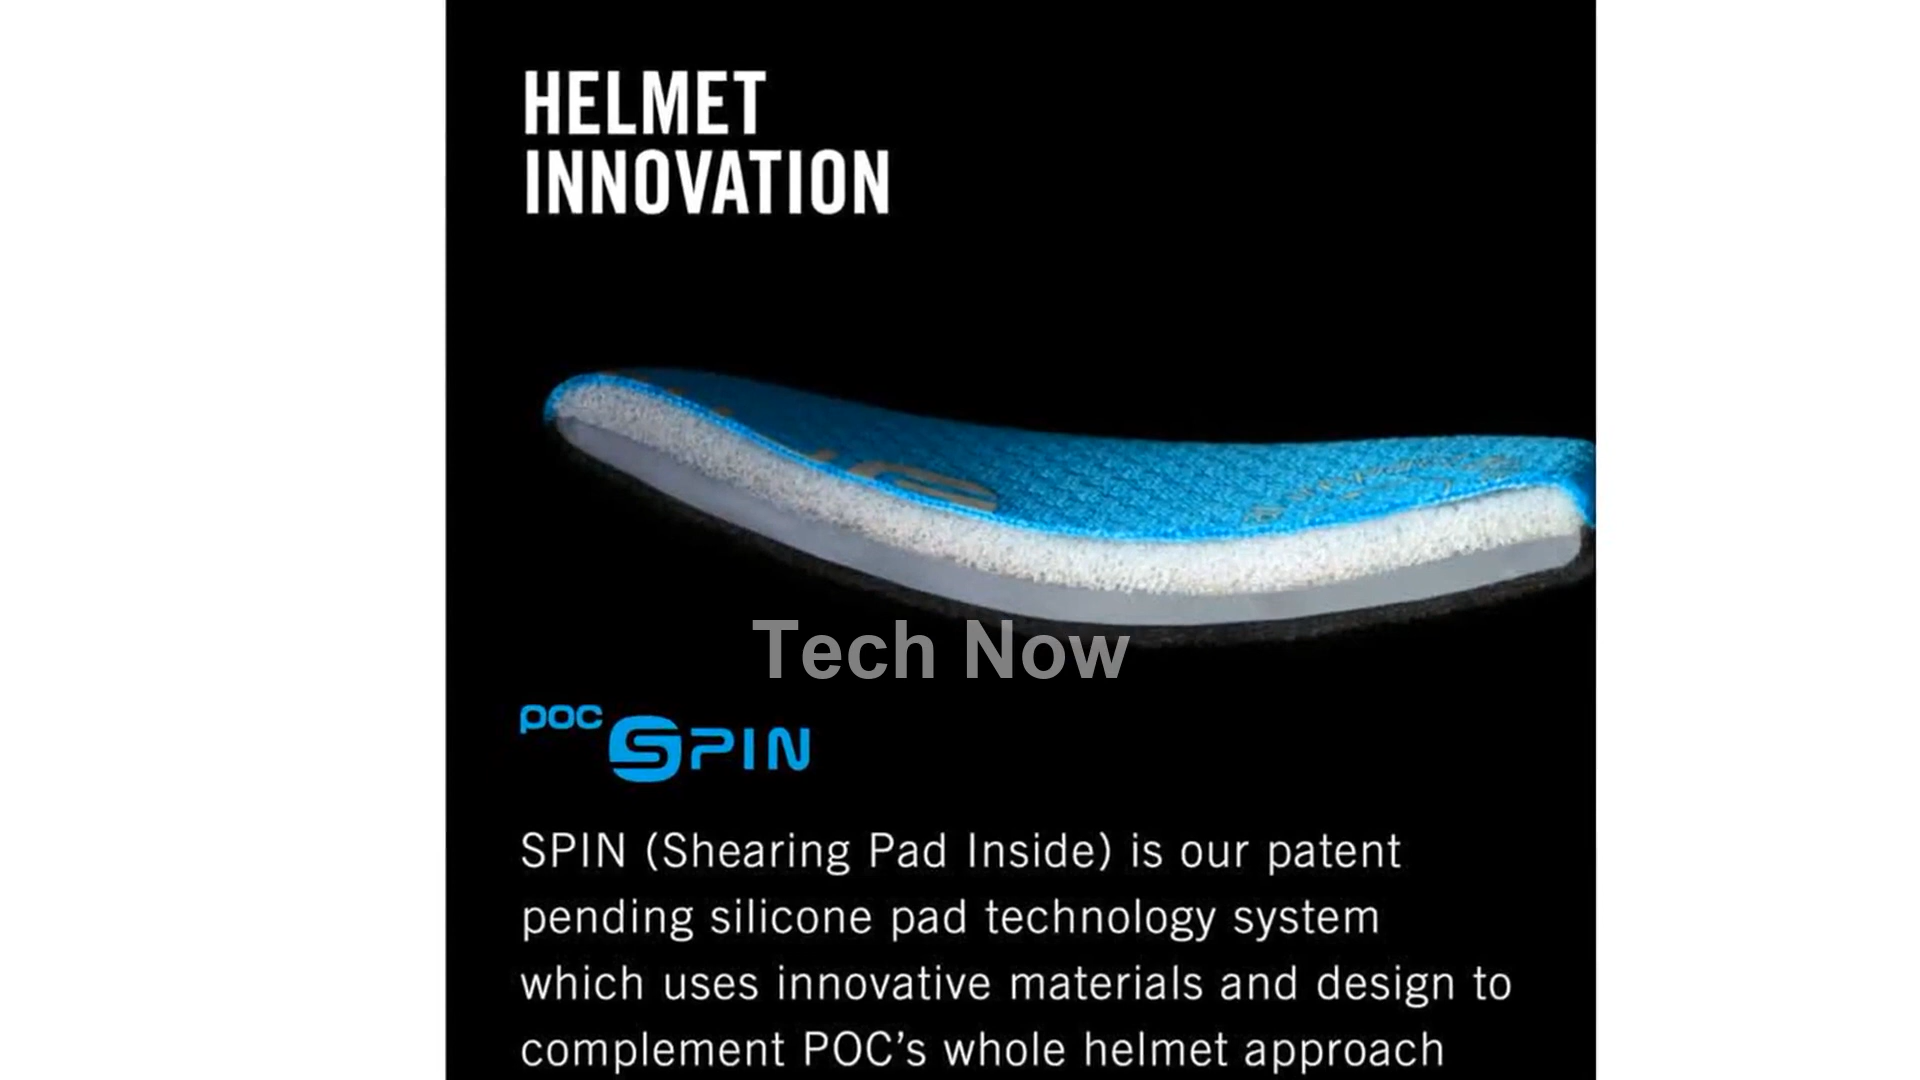 HELMET
INNOVATION
Tech Now
POC SPIN
SPIN (Shearing Pad Inside) is our patent
pending silicone pad technology system
which uses innovative materials and design to
complement POC’s whole helmet approach